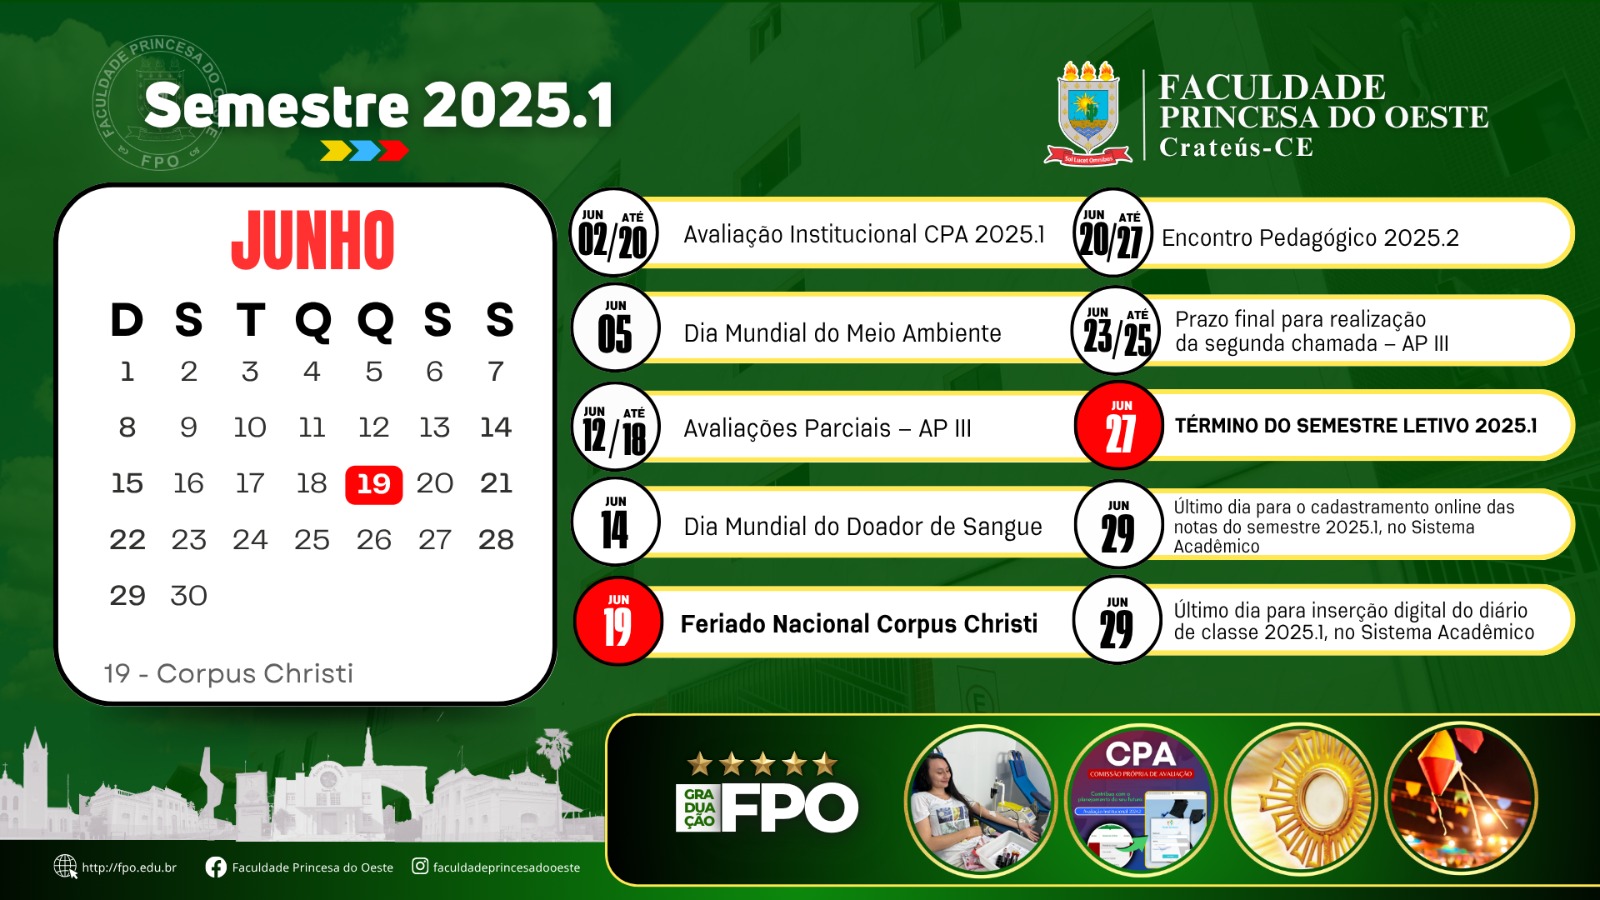 FACULDADE PRINCESA DO OESTE
FPO
Semestre 2025.1
FACULDADE
PRINCESA DO OESTE
Crateús-CE
Sol Lucet Omnibus
JUNHO
D S T Q Q S S
1 2 3 4 5 6 7
8 9 10 11 12 13 14
15 16 17 18 19 20 21
22 23 24 25 26 27 28
29 30
19 - Corpus Christi
JUN ATÉ
02/20
Avaliação Institucional CPA 2025.1
JUN
05
Dia Mundial do Meio Ambiente
JUN ATÉ
12/18
Avaliações Parciais – AP III
JUN
14
Dia Mundial do Doador de Sangue
JUN
19
Feriado Nacional Corpus Christi
JUN ATÉ
20/27
Encontro Pedagógico 2025.2
JUN ATÉ
23/25
Prazo final para realização
da segunda chamada – AP III
JUN
27
TÉRMINO DO SEMESTRE LETIVO 2025.1
JUN
29
Último dia para o cadastramento online das
notas do semestre 2025.1, no Sistema
Acadêmico
JUN
29
Último dia para inserção digital do diário
de classe 2025.1, no Sistema Acadêmico
GRA
DUA
ÇÃO
FPO
CPA
COMISSÃO PRÓPRIA DE AVALIAÇÃO
Contribua com o
planejamento do seu futuro
http://fpo.edu.br
Faculdade Princesa do Oeste
faculdadeprincesadooeste